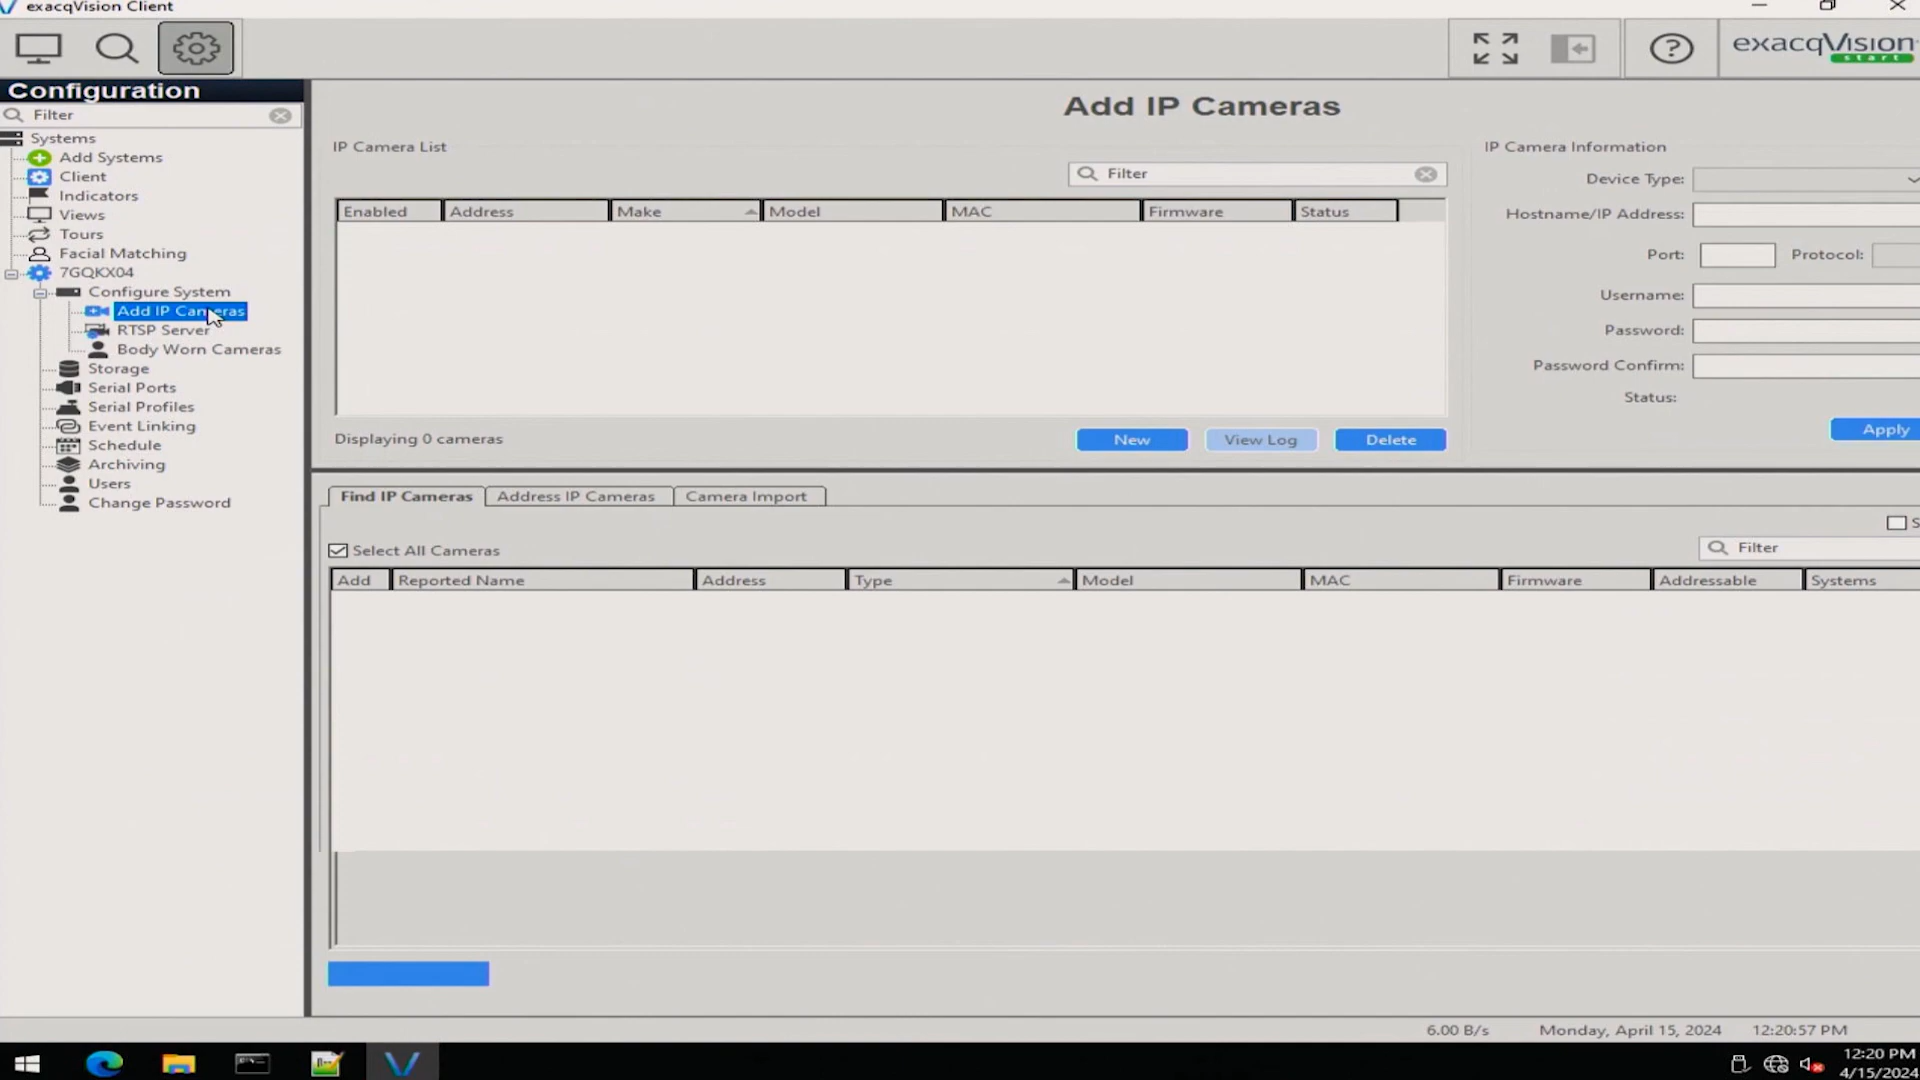 exacqVision Client
exacqVision
start
Configuration
Filter
Systems
Add Systems
Client
Indicators
Views
Tours
Facial Matching
7GQKX04
Configure System
Add IP Cameras
RTSP Server
Body Worn Cameras
Storage
Serial Ports
Serial Profiles
Event Linking
Schedule
Archiving
Users
Change Password
Add IP Cameras
IP Camera List
Filter
Enabled Address Make Model MAC Firmware Status
Displaying 0 cameras
New View Log Delete
IP Camera Information
Device Type:
Hostname/IP Address:
Port: Protocol:
Username:
Password:
Password Confirm:
Status:
Apply
Find IP Cameras Address IP Cameras Camera Import
S
Select All Cameras
Filter
Add Reported Name Address Type Model MAC Firmware Addressable Systems
6.00 B/s Monday, April 15, 2024 12:20:57 PM
12:20 PM
4/15/2024